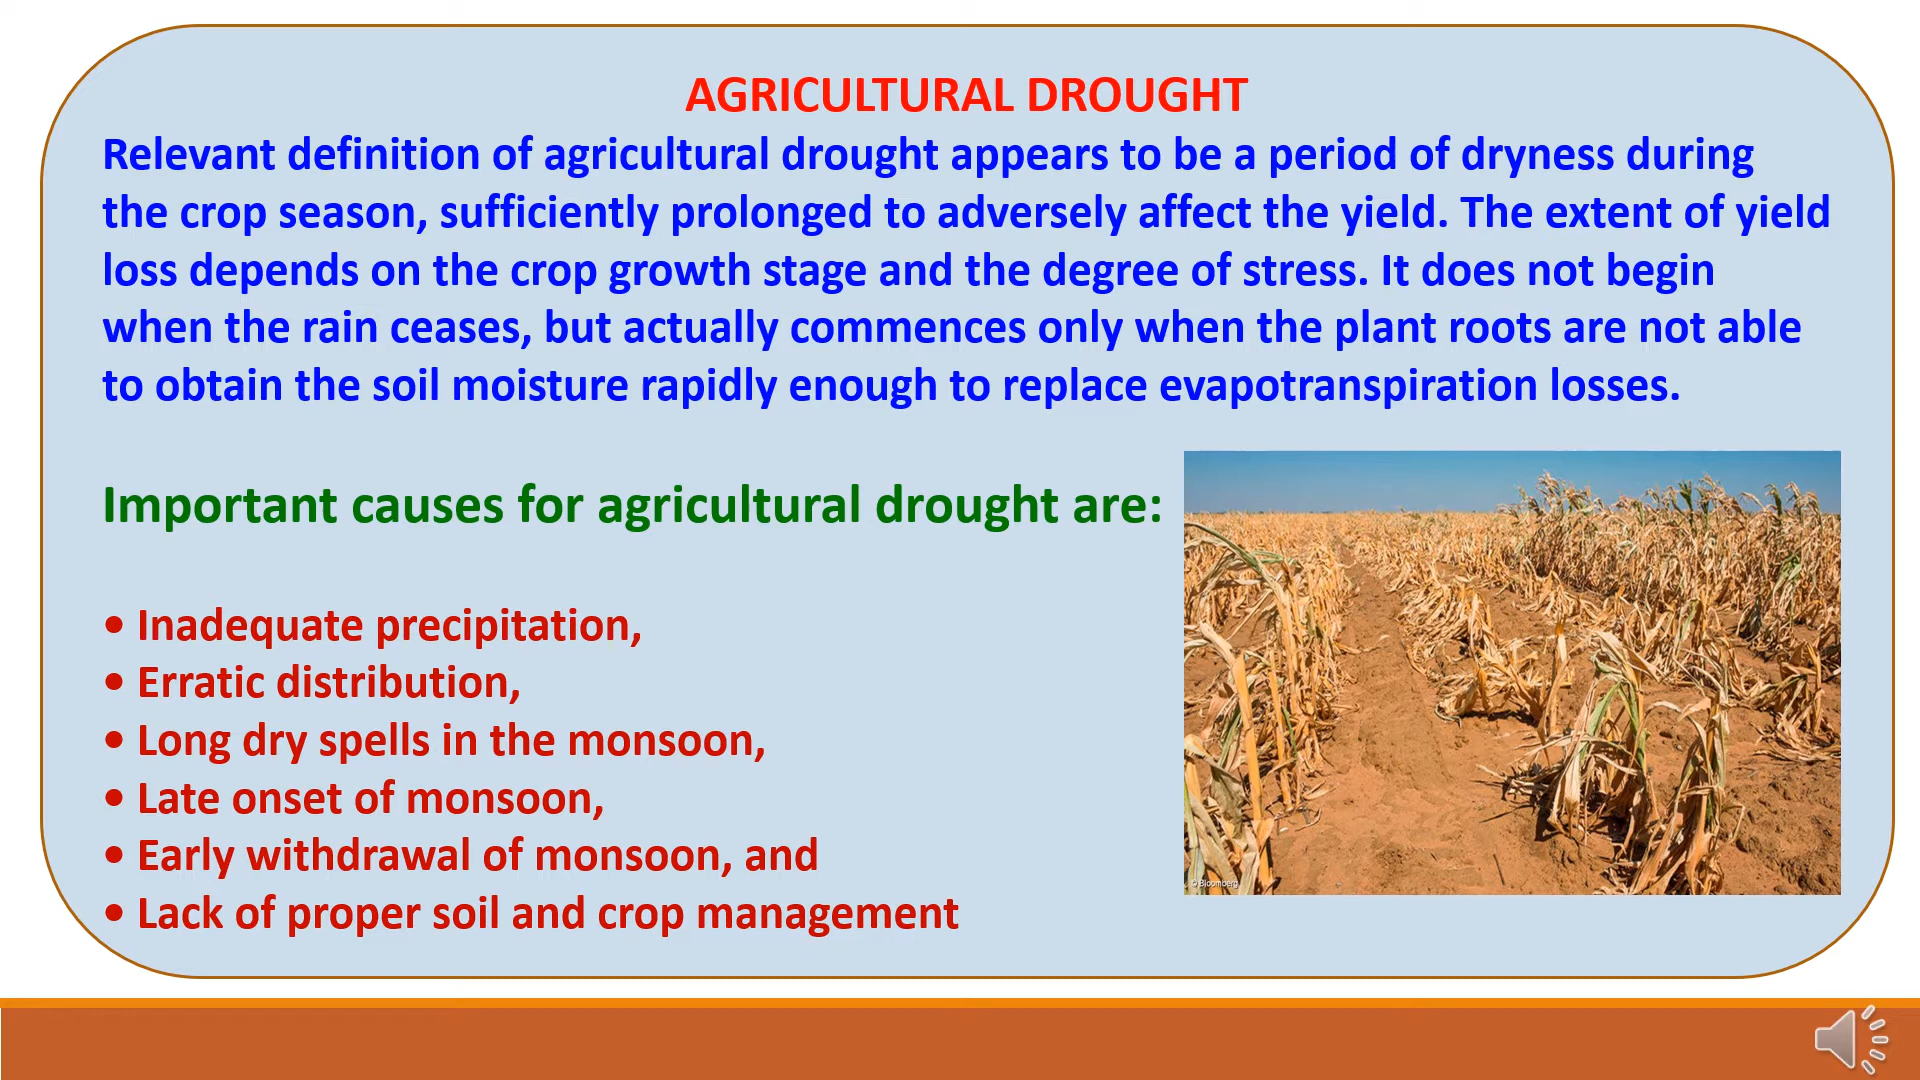 AGRICULTURAL DROUGHT
Relevant definition of agricultural drought appears to be a period of dryness during
the crop season, sufficiently prolonged to adversely affect the yield. The extent of yield
loss depends on the crop growth stage and the degree of stress. It does not begin
when the rain ceases, but actually commences only when the plant roots are not able
to obtain the soil moisture rapidly enough to replace evapotranspiration losses.
Important causes for agricultural drought are:
• Inadequate precipitation,
• Erratic distribution,
• Long dry spells in the monsoon,
• Late onset of monsoon,
• Early withdrawal of monsoon, and
• Lack of proper soil and crop management
© Bloomberg